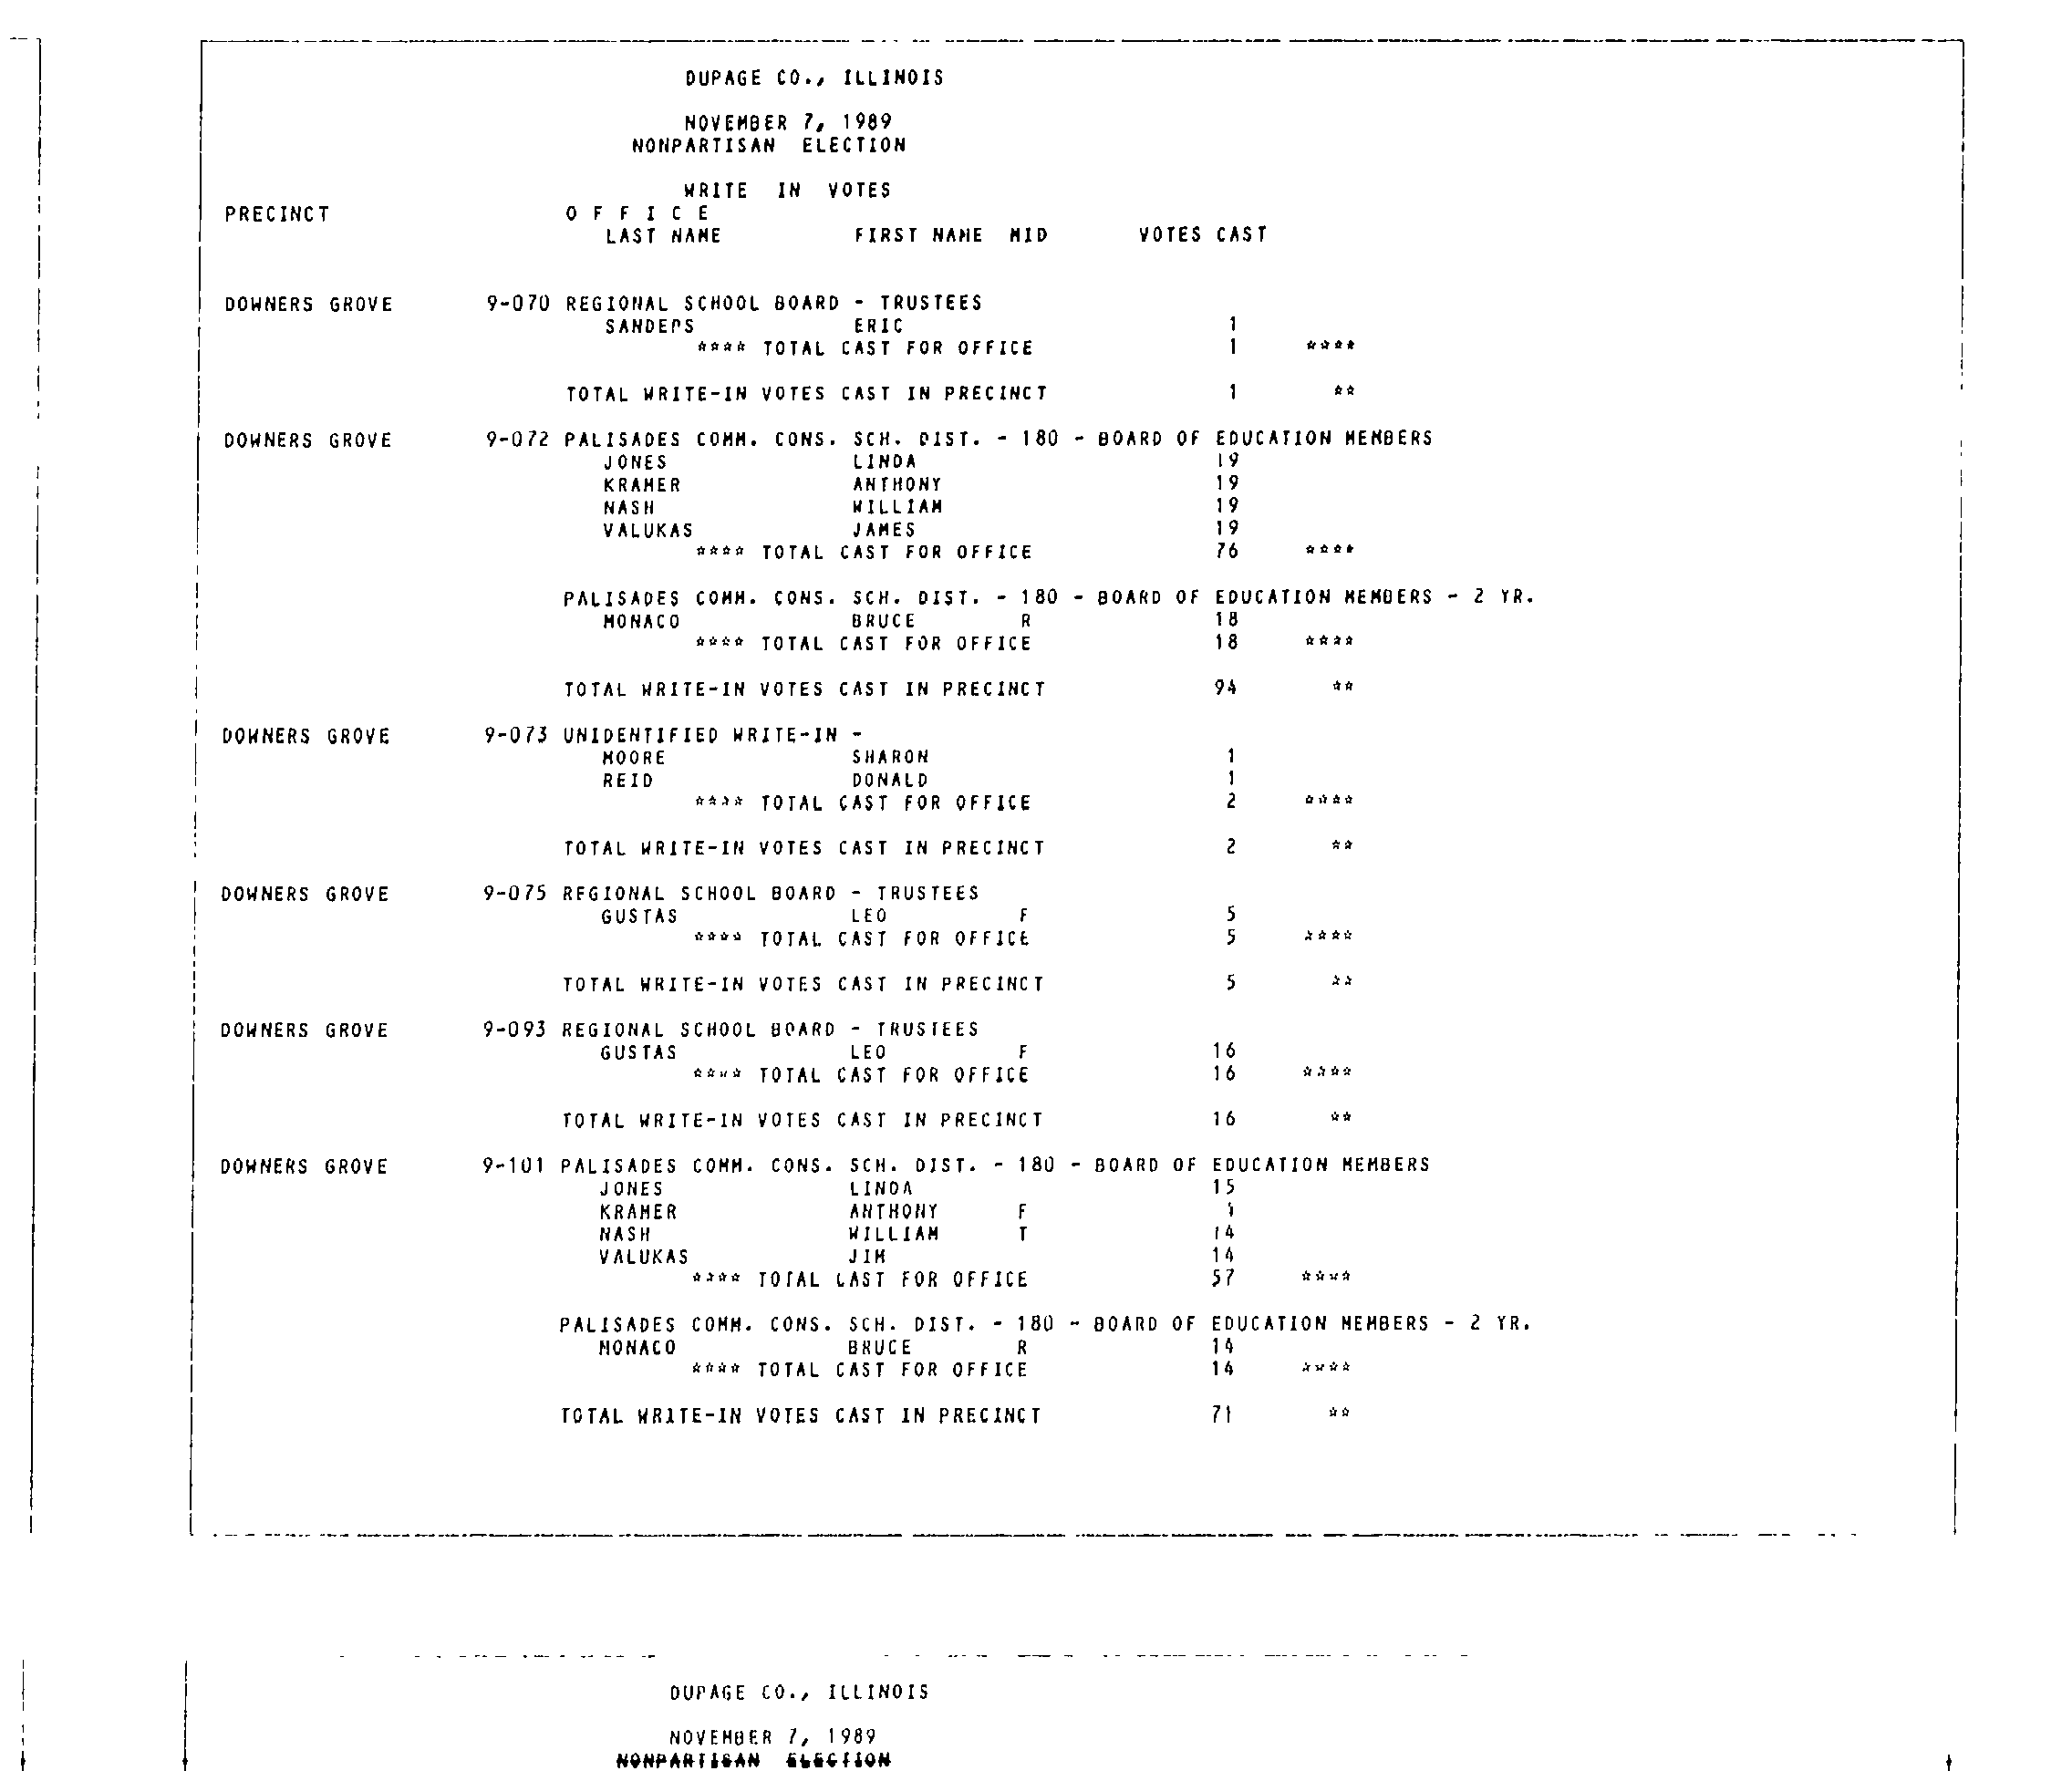 DUPAGE CO., ILLINOIS
NOVEMBER 7, 1989
NONPARTISAN ELECTION
WRITE IN VOTES
PRECINCT O F F I C E
LAST NAME FIRST NAME MID VOTES CAST
DOWNERS GROVE 9-070 REGIONAL SCHOOL BOARD - TRUSTEES
SANDERS ERIC 1
**** TOTAL CAST FOR OFFICE 1 ****
TOTAL WRITE-IN VOTES CAST IN PRECINCT 1 **
DOWNERS GROVE 9-072 PALISADES COMM. CONS. SCH. DIST. - 180 - BOARD OF EDUCATION MEMBERS
JONES LINDA 19
KRAMER ANTHONY 19
NASH WILLIAM 19
VALUKAS JAMES 19
**** TOTAL CAST FOR OFFICE 76 ****
PALISADES COMM. CONS. SCH. DIST. - 180 - BOARD OF EDUCATION MEMBERS - 2 YR.
MONACO BRUCE R 18
**** TOTAL CAST FOR OFFICE 18 ****
TOTAL WRITE-IN VOTES CAST IN PRECINCT 94 **
DOWNERS GROVE 9-073 UNIDENTIFIED WRITE-IN -
MOORE SHARON 1
REID DONALD 1
**** TOTAL CAST FOR OFFICE 2 ****
TOTAL WRITE-IN VOTES CAST IN PRECINCT 2 **
DOWNERS GROVE 9-075 REGIONAL SCHOOL BOARD - TRUSTEES
GUSTAS LEO F 5
**** TOTAL CAST FOR OFFICE 5 ****
TOTAL WRITE-IN VOTES CAST IN PRECINCT 5 **
DOWNERS GROVE 9-093 REGIONAL SCHOOL BOARD - TRUSTEES
GUSTAS LEO F 16
**** TOTAL CAST FOR OFFICE 16 ****
TOTAL WRITE-IN VOTES CAST IN PRECINCT 16 **
DOWNERS GROVE 9-101 PALISADES COMM. CONS. SCH. DIST. - 180 - BOARD OF EDUCATION MEMBERS
JONES LINDA 15
KRAMER ANTHONY F
NASH WILLIAM T 14
VALUKAS JIM 14
**** TOTAL CAST FOR OFFICE 57 ****
PALISADES COMM. CONS. SCH. DIST. - 180 - BOARD OF EDUCATION MEMBERS - 2 YR.
MONACO BRUCE R 14
**** TOTAL CAST FOR OFFICE 14 ****
TOTAL WRITE-IN VOTES CAST IN PRECINCT 71 **
DUPAGE CO., ILLINOIS
NOVEMBER 7, 1989
NONPARTISAN ELECTION